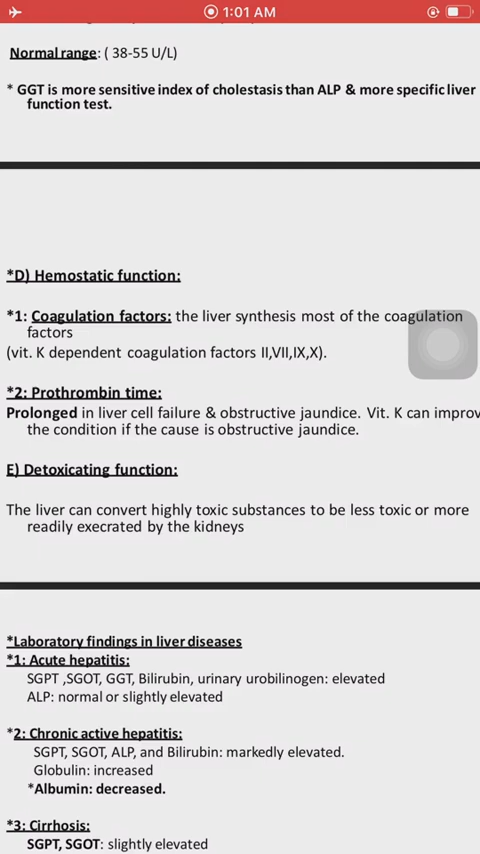 1:01 AM
Normal range: ( 38-55 U/L)
* GGT is more sensitive index of cholestasis than ALP & more specific liver
function test.
*D) Hemostatic function:
*1: Coagulation factors: the liver synthesis most of the coagulation
factors
(vit. K dependent coagulation factors II,VII,IX,X).
*2: Prothrombin time:
Prolonged in liver cell failure & obstructive jaundice. Vit. K can improv
the condition if the cause is obstructive jaundice.
E) Detoxicating function:
The liver can convert highly toxic substances to be less toxic or more
readily execrated by the kidneys
*Laboratory findings in liver diseases
*1: Acute hepatitis:
SGPT ,SGOT, GGT, Bilirubin, urinary urobilinogen: elevated
ALP: normal or slightly elevated
*2: Chronic active hepatitis:
SGPT, SGOT, ALP, and Bilirubin: markedly elevated.
Globulin: increased
*Albumin: decreased.
*3: Cirrhosis:
SGPT, SGOT: slightly elevated